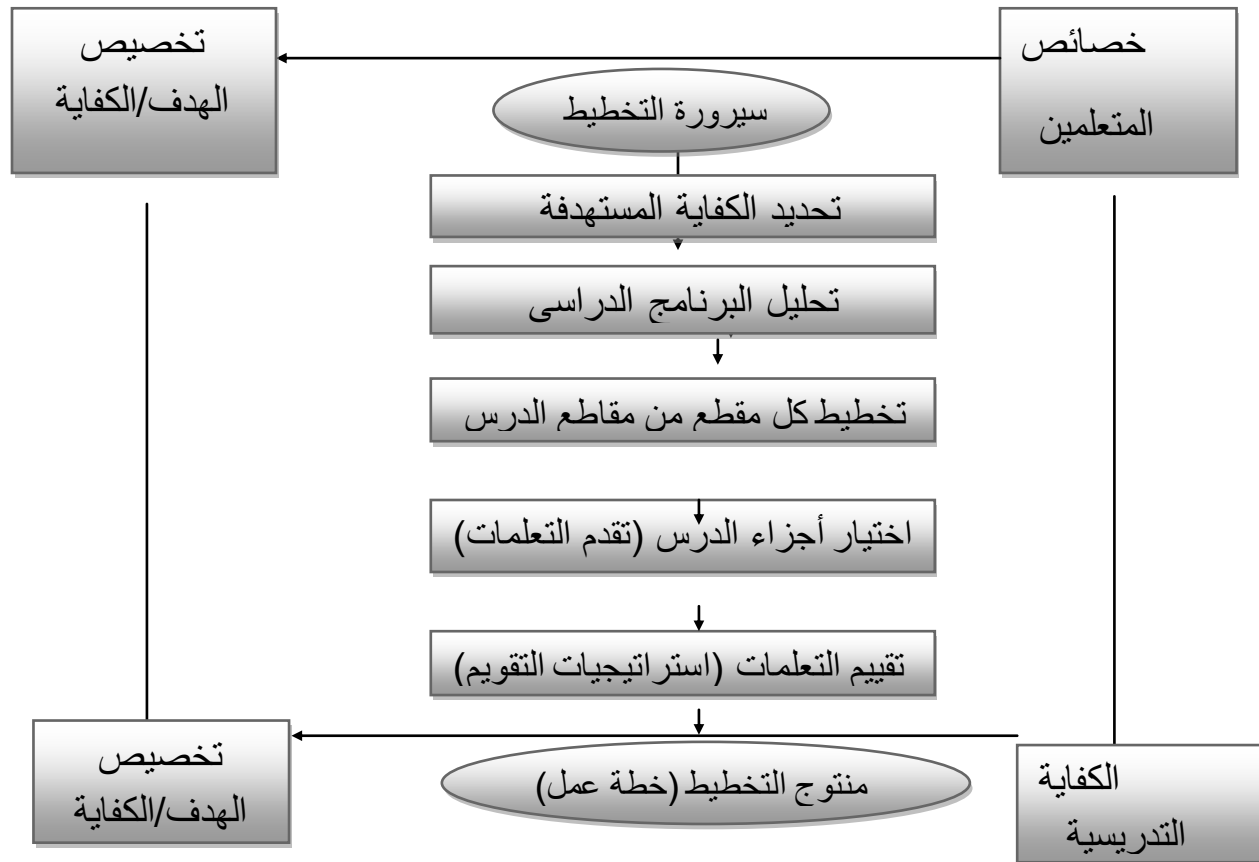 خصائص
المتعلمين
تخصيص
الهدف/الكفاية
سيرورة التخطيط
تحديد الكفاية المستهدفة
تحليل البرنامج الدراسى
تخطيط كل مقطع من مقاطع الدرس
اختيار أجزاء الدرس (تقدم التعلمات)
تقييم التعلمات (استراتيجيات التقويم)
منتوج التخطيط (خطة عمل)
الكفاية
التدريسية
تخصيص
الهدف/الكفاية